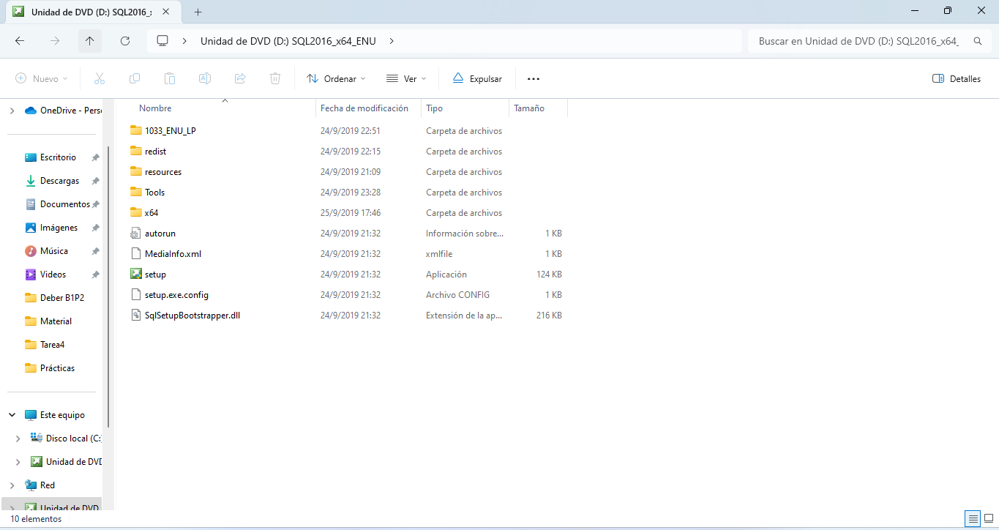 Unidad de DVD (D:) SQL2016_x
Unidad de DVD (D:) SQL2016_x64_ENU
Buscar en Unidad de DVD (D:) SQL2016_x64_
Nuevo
Ordenar
Ver
Expulsar
Detalles
OneDrive - Perso
Escritorio
Descargas
Documentos
Imágenes
Música
Videos
Deber B1P2
Material
Tarea4
Prácticas
Este equipo
Disco local (C:)
Unidad de DVD
Red
Unidad de DVD
Nombre Fecha de modificación Tipo Tamaño
1033_ENU_LP 24/9/2019 22:51 Carpeta de archivos
redist 24/9/2019 22:15 Carpeta de archivos
resources 24/9/2019 21:09 Carpeta de archivos
Tools 24/9/2019 23:28 Carpeta de archivos
x64 25/9/2019 17:46 Carpeta de archivos
autorun 24/9/2019 21:32 Información sobre... 1 KB
MediaInfo.xml 24/9/2019 21:32 xmlfile 1 KB
setup 24/9/2019 21:32 Aplicación 124 KB
setup.exe.config 24/9/2019 21:32 Archivo CONFIG 1 KB
SqlSetupBootstrapper.dll 24/9/2019 21:32 Extensión de la ap... 216 KB
10 elementos